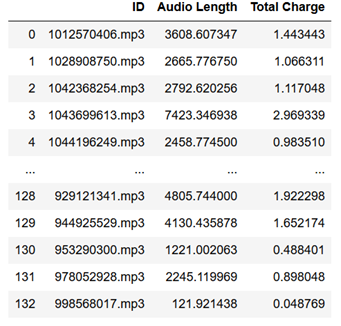 ID Audio Length Total Charge
0 1012570406.mp3 3608.607347 1.443443
1 1028908750.mp3 2665.776750 1.066311
2 1042368254.mp3 2792.620256 1.117048
3 1043699613.mp3 7423.346938 2.969339
4 1044196249.mp3 2458.774500 0.983510
... ... ... ...
128 929121341.mp3 4805.744000 1.922298
129 944925529.mp3 4130.435878 1.652174
130 953290300.mp3 1221.002063 0.488401
131 978052928.mp3 2245.119969 0.898048
132 998568017.mp3 121.921438 0.048769